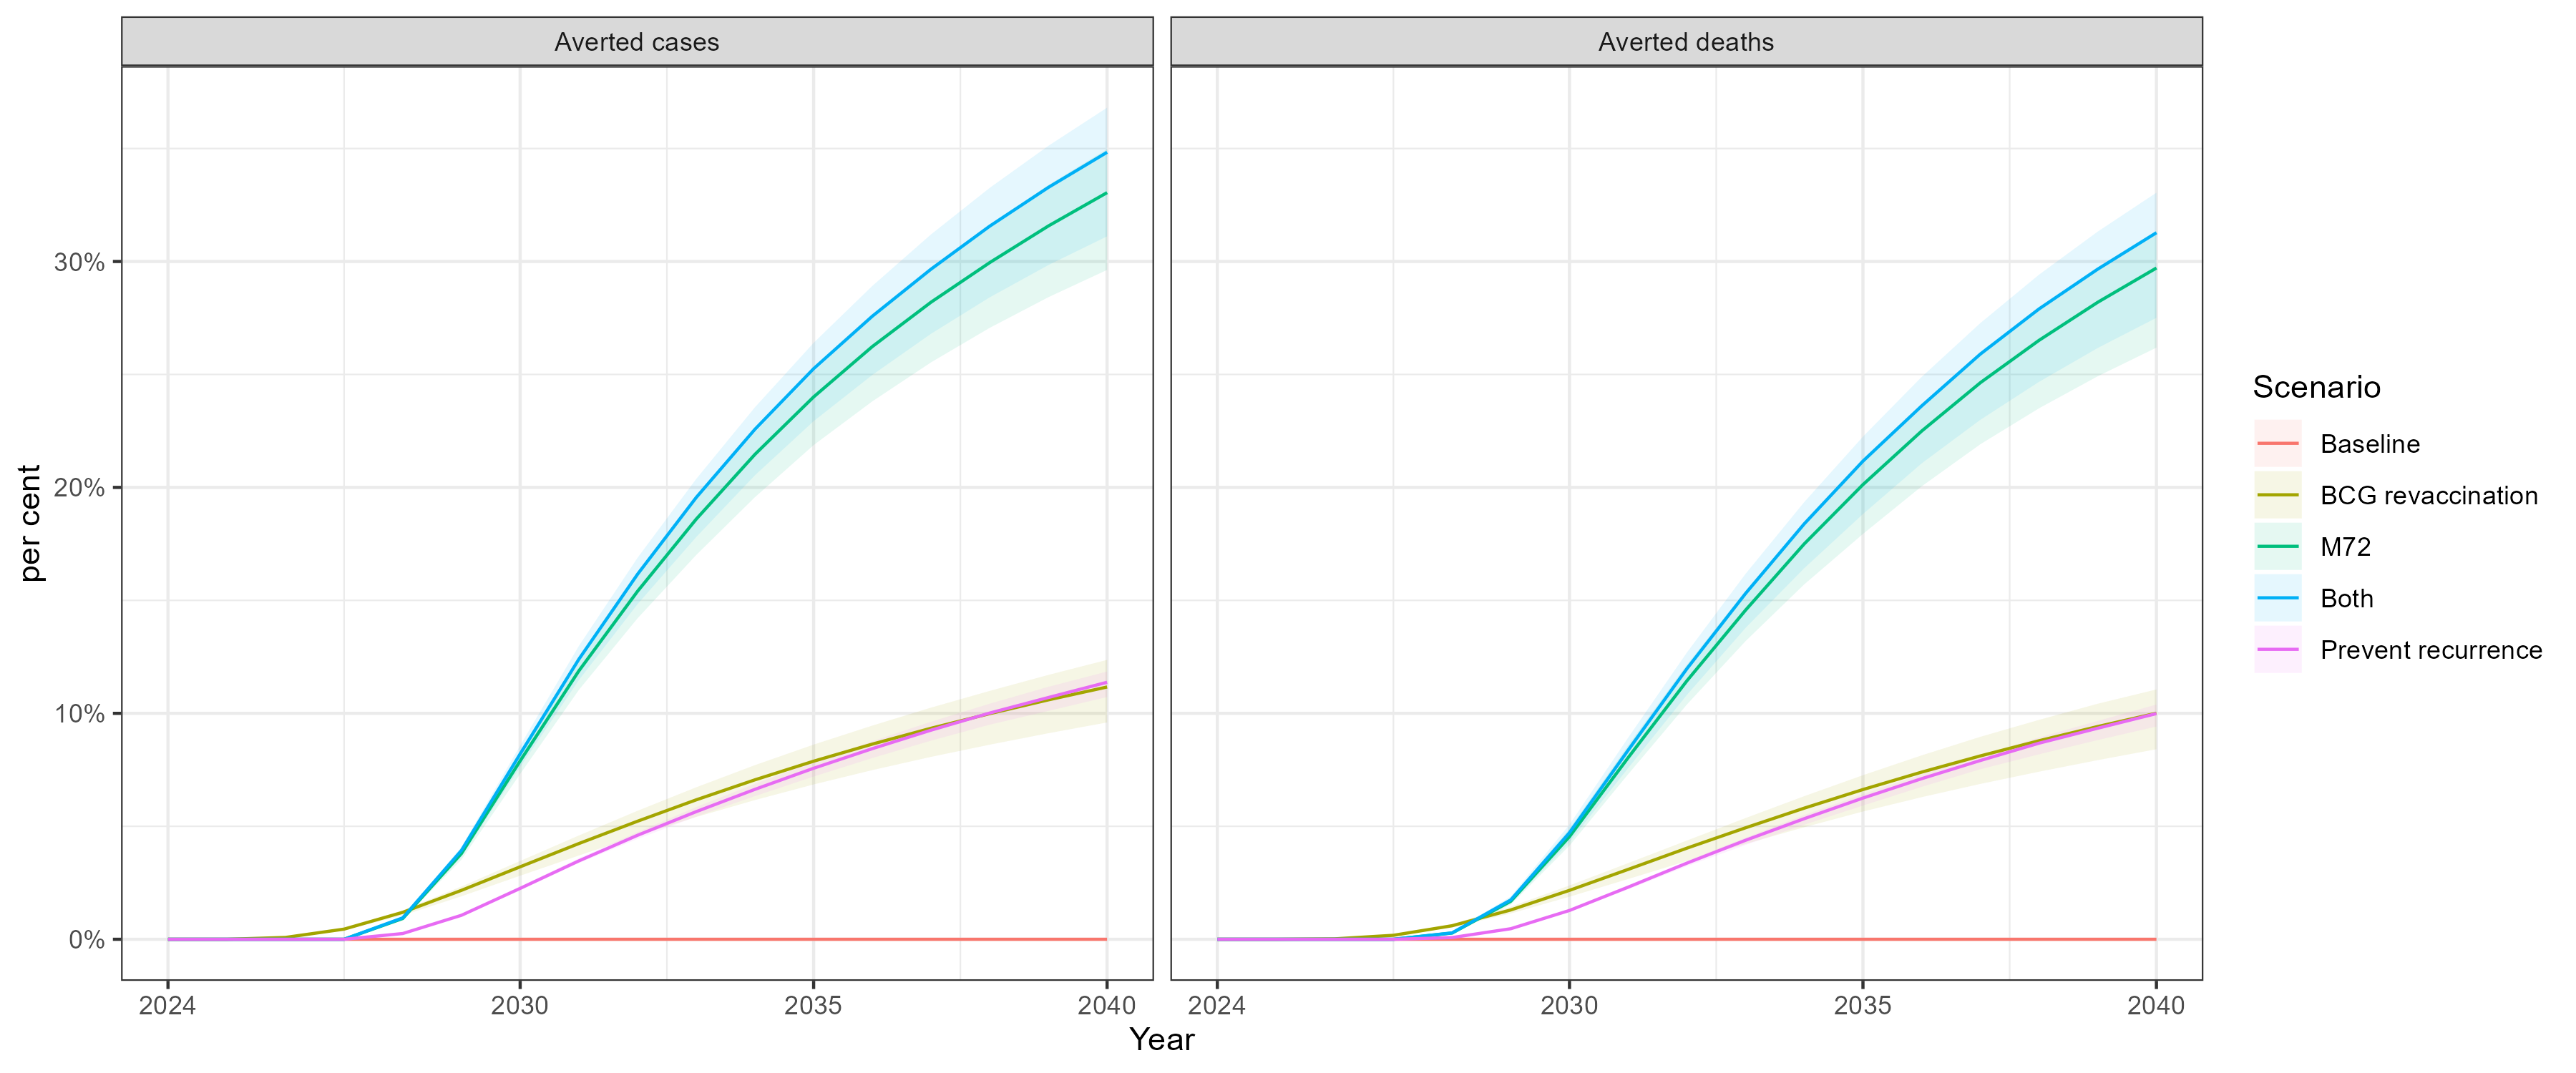 Averted cases
Averted deaths
per cent
30%
20%
10%
0%
2024 2030 2035 2040
2024 2030 2035 2040
Year
Scenario
Baseline
BCG revaccination
M72
Both
Prevent recurrence